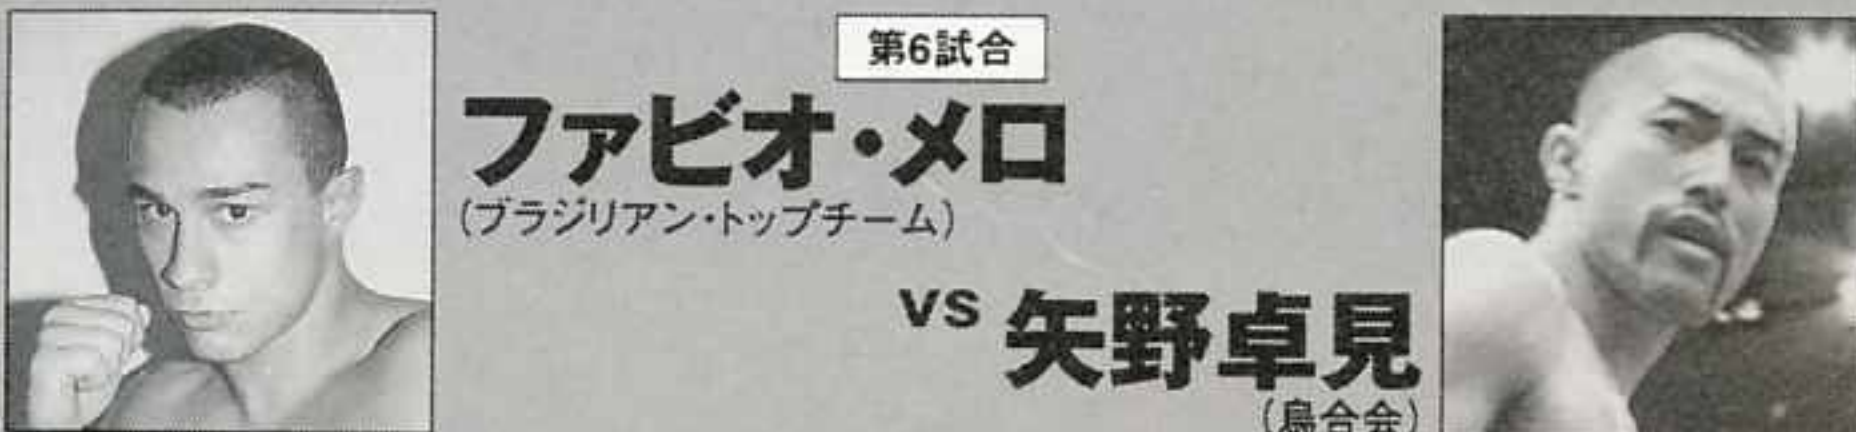 第6試合
ファビオ・メロ
(ブラジリアン・トップチーム)
vs 矢野卓見
(烏合会)